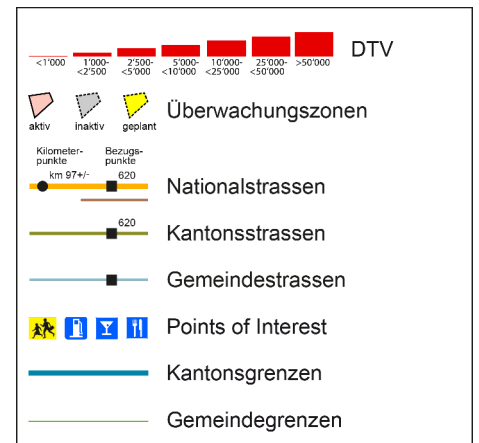 DTV
<1'000 1'000- 2'500- 5'000- 10'000- 25'000- >50'000
<2'500 <5'000 <10'000 <25'000 <50'000
Überwachungszonen
aktiv inaktiv geplant
Kilometer- Bezugs-
punkte punkte
km 97+/- 620
Nationalstrassen
620
Kantonsstrassen
Gemeindestrassen
Points of Interest
Kantonsgrenzen
Gemeindegrenzen